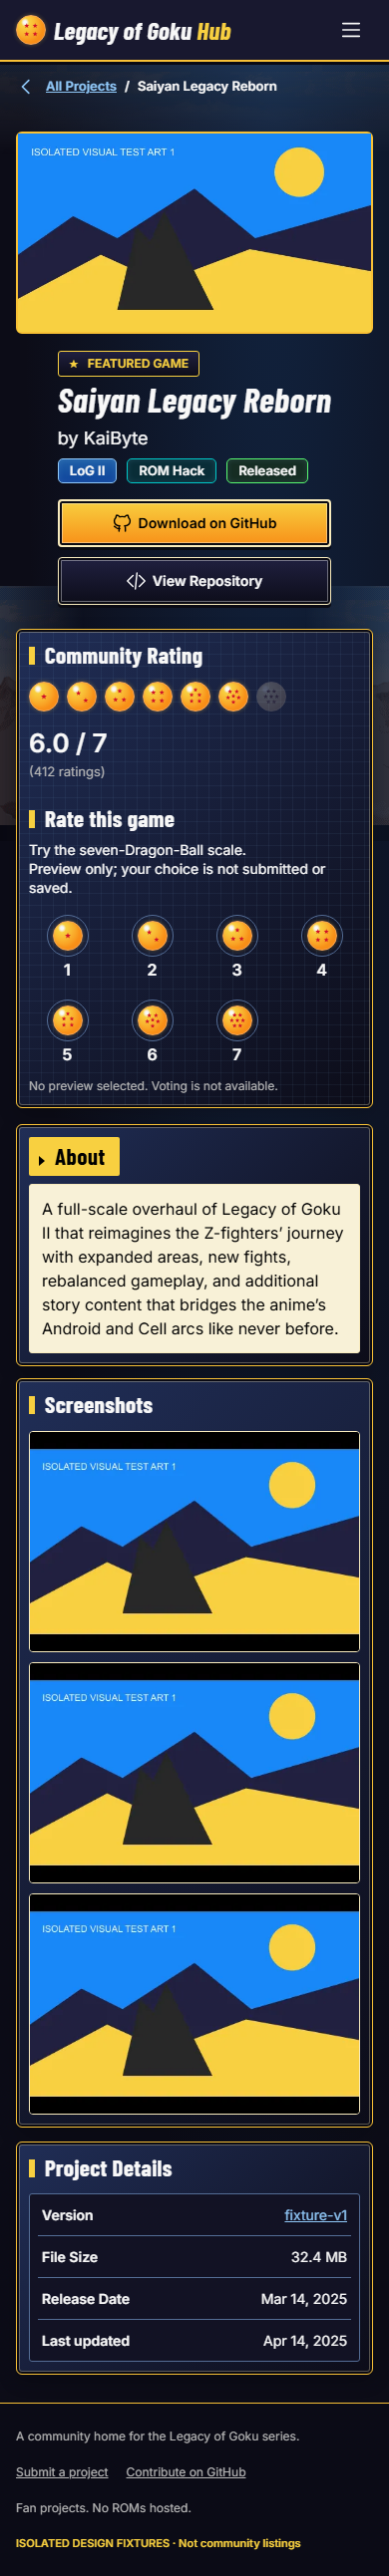 Legacy of Goku Hub
All Projects / Saiyan Legacy Reborn
ISOLATED VISUAL TEST ART 1
FEATURED GAME
Saiyan Legacy Reborn
by KaiByte
LoG II ROM Hack Released
Download on GitHub
View Repository
Community Rating
6.0 / 7
(412 ratings)
Rate this game
Try the seven-Dragon-Ball scale.
Preview only; your choice is not submitted or
saved.
1 2 3 4
5 6 7
No preview selected. Voting is not available.
About
A full-scale overhaul of Legacy of Goku
II that reimagines the Z-fighters’ journey
with expanded areas, new fights,
rebalanced gameplay, and additional
story content that bridges the anime’s
Android and Cell arcs like never before.
Screenshots
ISOLATED VISUAL TEST ART 1
ISOLATED VISUAL TEST ART 1
ISOLATED VISUAL TEST ART 1
Project Details
Version fixture-v1
File Size 32.4 MB
Release Date Mar 14, 2025
Last updated Apr 14, 2025
A community home for the Legacy of Goku series.
Submit a project Contribute on GitHub
Fan projects. No ROMs hosted.
ISOLATED DESIGN FIXTURES · Not community listings